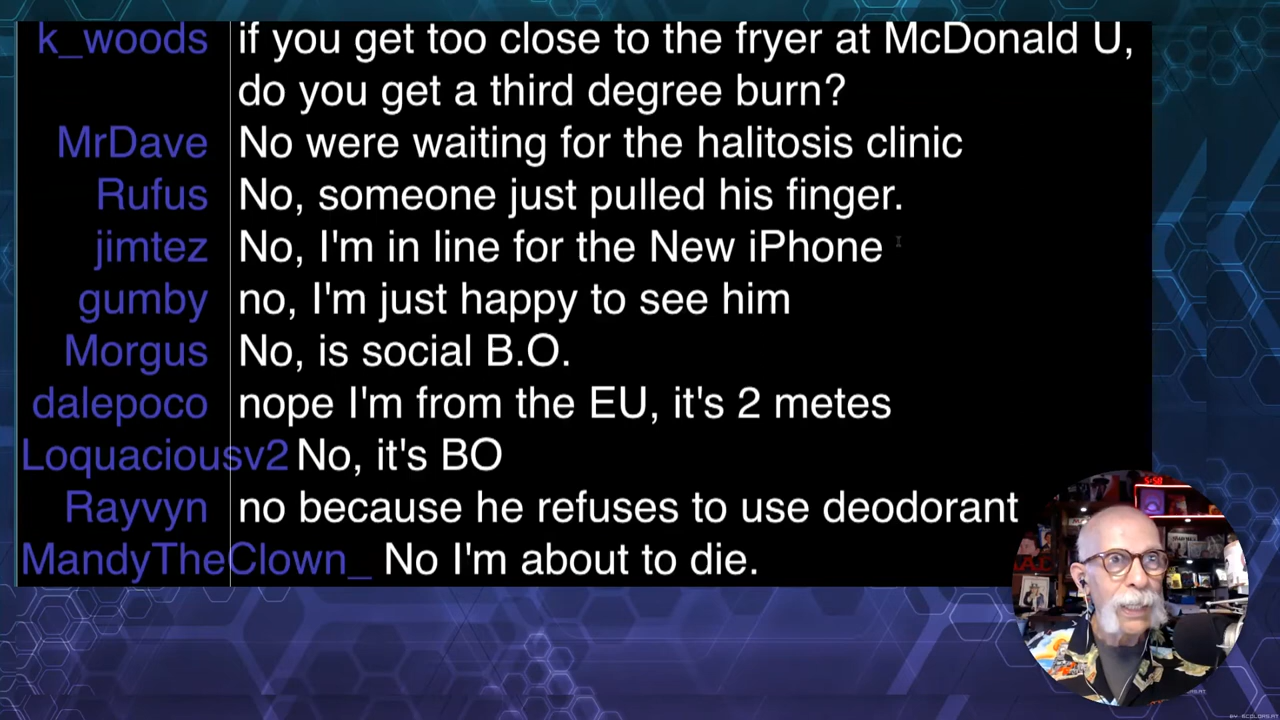 k_woods if you get too close to the fryer at McDonald U,
do you get a third degree burn?
MrDave No were waiting for the halitosis clinic
Rufus No, someone just pulled his finger.
jimtez No, I'm in line for the New iPhone
gumby no, I'm just happy to see him
Morgus No, is social B.O.
dalepoco nope I'm from the EU, it's 2 metes
Loquaciousv2 No, it's BO
Rayvyn no because he refuses to use deodorant
MandyTheClown_ No I'm about to die.
5:58